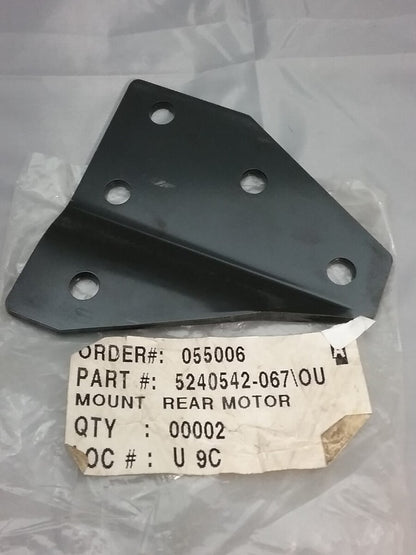 ORDER#: 055006
PART #: 5240542-067\OU
MOUNT REAR MOTOR
QTY : 00002
OC # : U 9C